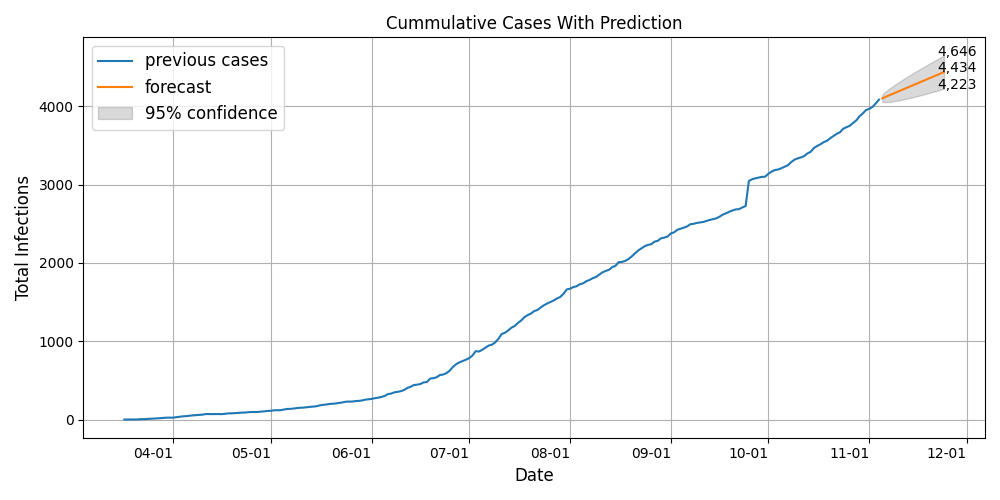 Cummulative Cases With Prediction
previous cases
forecast
95% confidence
4,646
4,434
4,223
Total Infections
4000
3000
2000
1000
0
04-01
05-01
06-01
07-01
08-01
09-01
10-01
11-01
12-01
Date